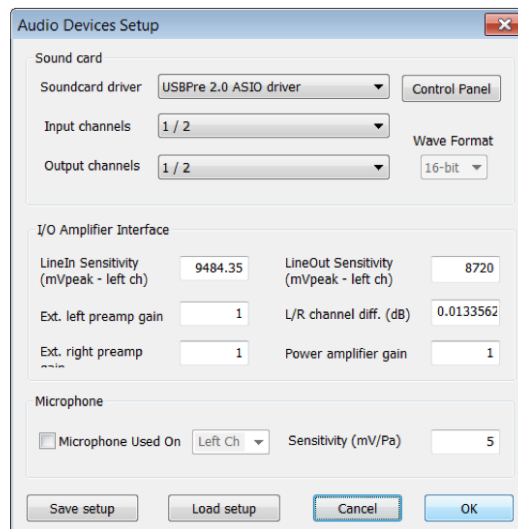 Audio Devices Setup
Sound card
Soundcard driver USBPre 2.0 ASIO driver Control Panel
Input channels 1 / 2
Wave Format
Output channels 1 / 2 16-bit
I/O Amplifier Interface
LineIn Sensitivity 9484.35 LineOut Sensitivity 8720
(mVpeak - left ch) (mVpeak - left ch)
Ext. left preamp gain 1 L/R channel diff. (dB) 0.0133562
Ext. right preamp 1 Power amplifier gain 1
Microphone
Microphone Used On Left Ch Sensitivity (mV/Pa) 5
Save setup Load setup Cancel OK